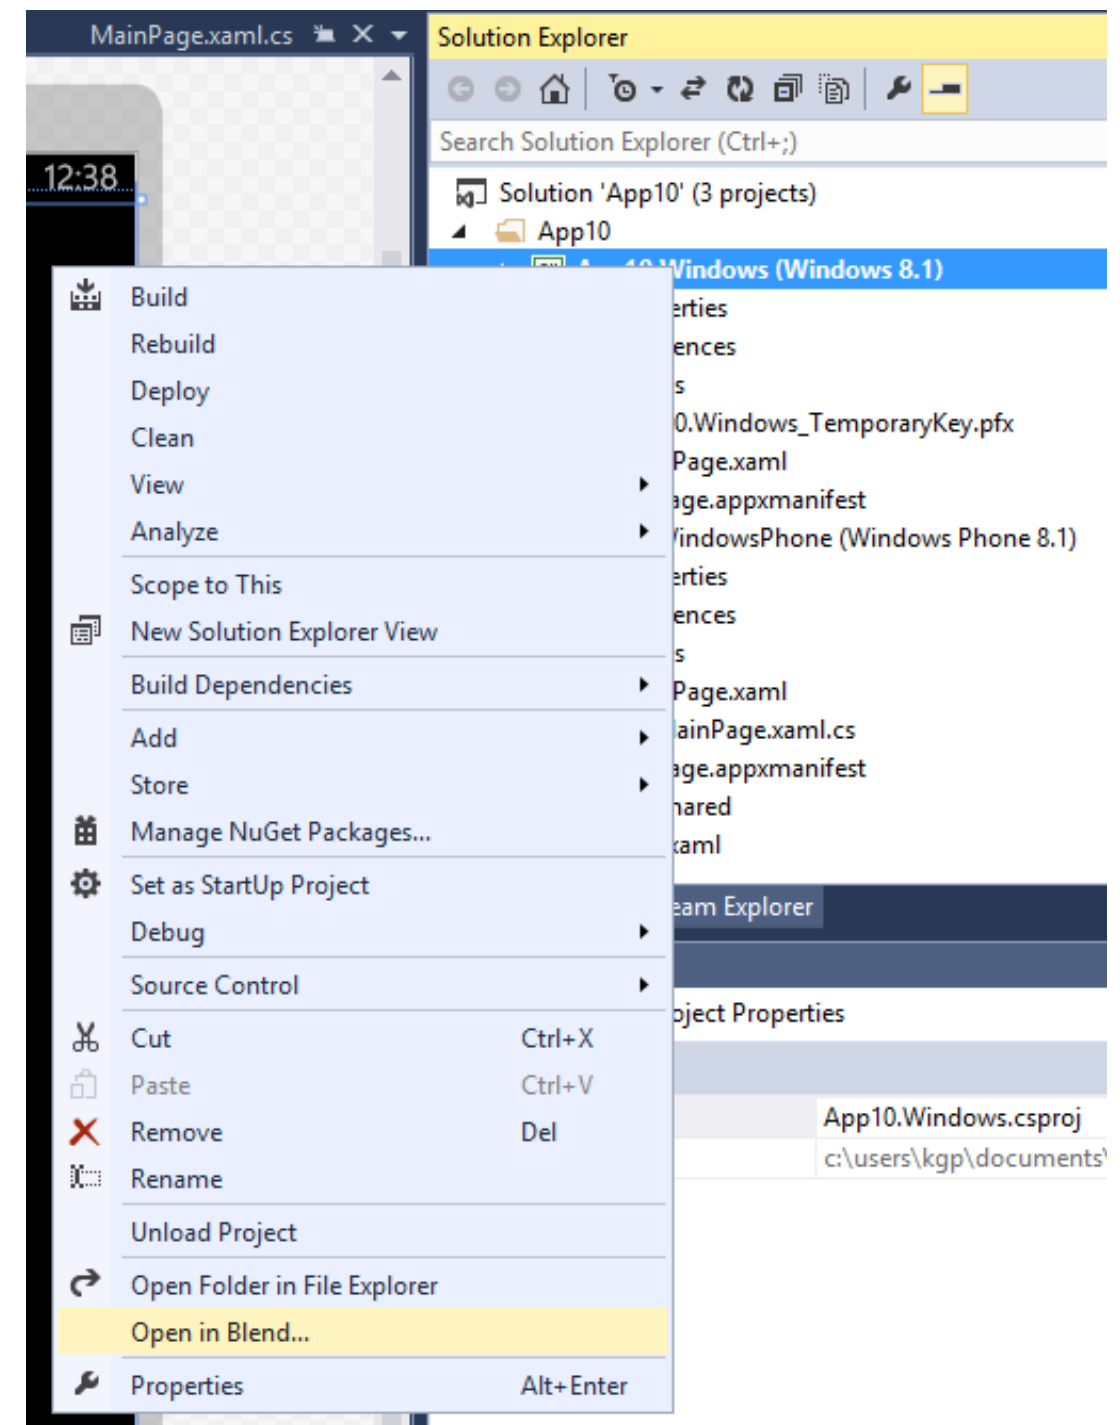 MainPage.xaml.cs
12:38
Solution Explorer
Search Solution Explorer (Ctrl+;)
Solution 'App10' (3 projects)
App10
Windows (Windows 8.1)
erties
ences
s
0.Windows_TemporaryKey.pfx
Page.xaml
age.appxmanifest
indowsPhone (Windows Phone 8.1)
erties
ences
s
Page.xaml
ainPage.xaml.cs
age.appxmanifest
hared
xaml
eam Explorer
oject Properties
App10.Windows.csproj
c:\users\kgp\documents\
Build
Rebuild
Deploy
Clean
View
Analyze
Scope to This
New Solution Explorer View
Build Dependencies
Add
Store
Manage NuGet Packages...
Set as StartUp Project
Debug
Source Control
Cut Ctrl+X
Paste Ctrl+V
Remove Del
Rename
Unload Project
Open Folder in File Explorer
Open in Blend...
Properties Alt+Enter